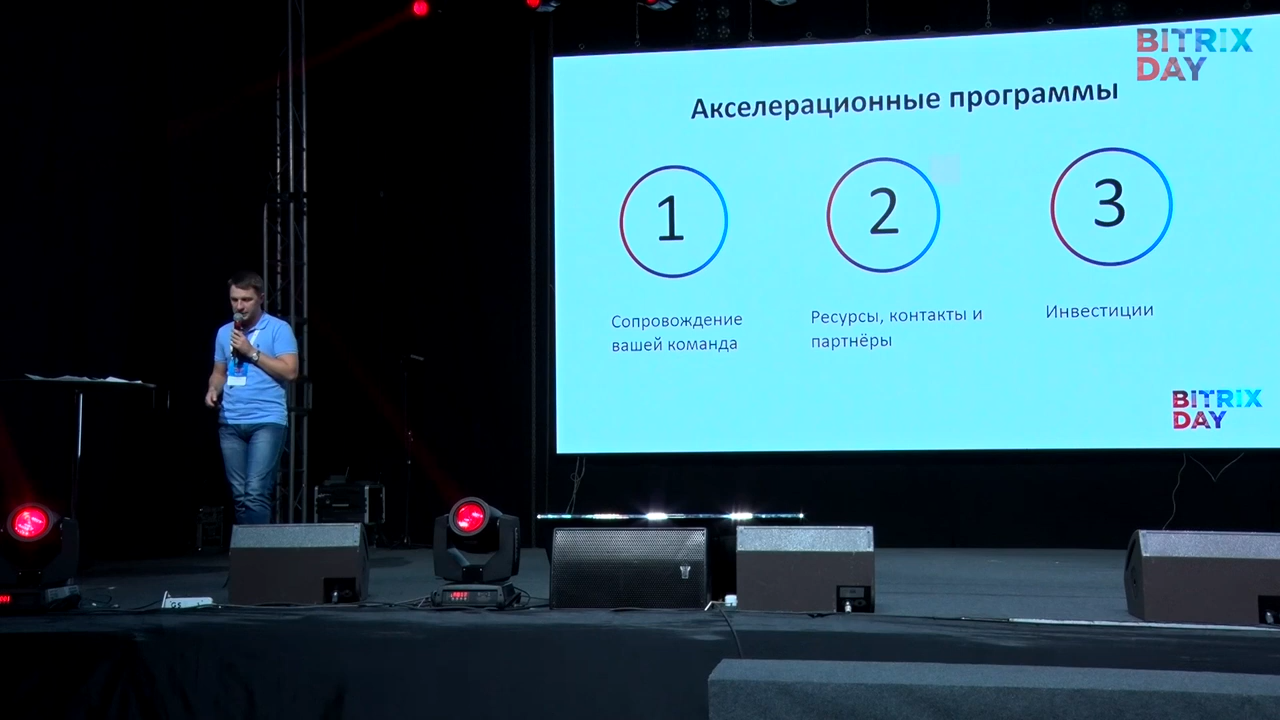 BITRIX
DAY
Акселерационные программы
1
2
3
Сопровождение
вашей команда
Ресурсы, контакты и
партнёры
Инвестиции
BITRIX
DAY